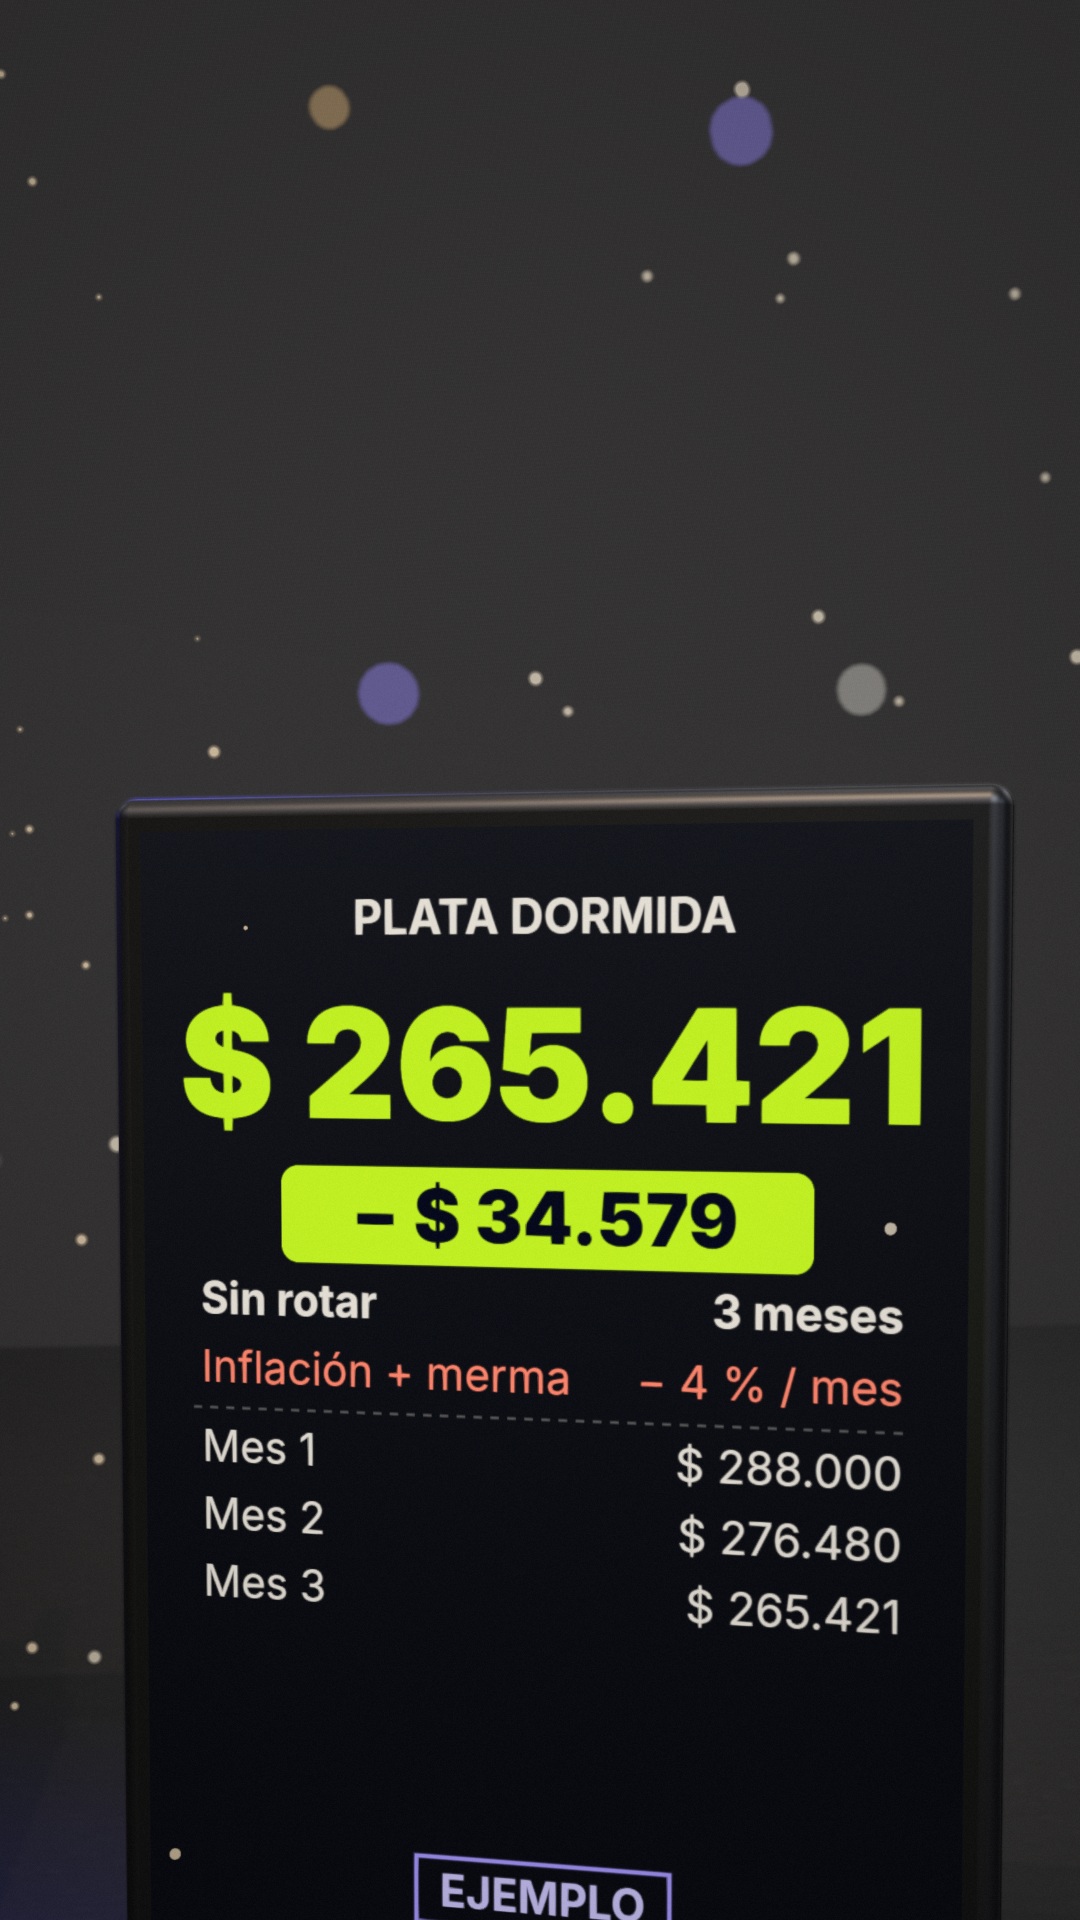 PLATA DORMIDA
$ 265.421
– $ 34.579
Sin rotar 3 meses
Inflación + merma – 4 % / mes
Mes 1 $ 288.000
Mes 2 $ 276.480
Mes 3 $ 265.421
EJEMPLO